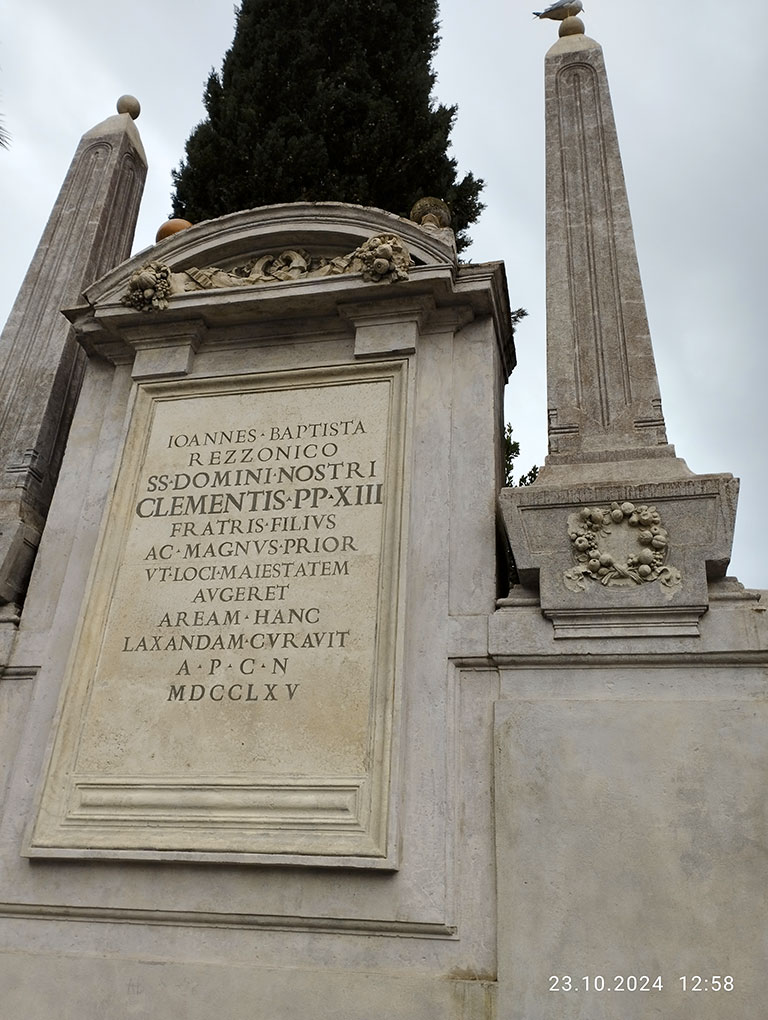 IOANNES·BAPTISTA
REZZONICO
SS·DOMINI·NOSTRI
CLEMENTIS·PP·XIII
FRATRIS·FILIVS
AC·MAGNVS·PRIOR
VT·LOCI·MAIESTATEM
AVGERET
AREAM·HANC
LAXANDAM·CVRAVIT
A·P·C·N
MDCCLXV
23.10.2024 12:58